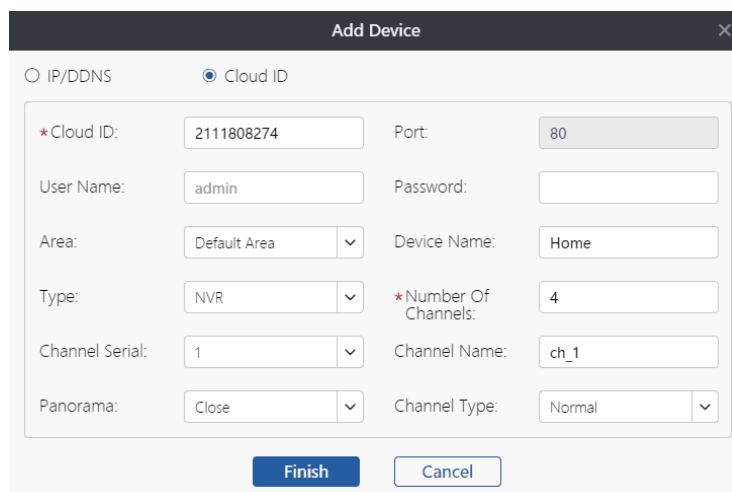 Add Device
IP/DDNS Cloud ID
*Cloud ID: 2111808274 Port: 80
User Name: admin Password:
Area: Default Area Device Name: Home
Type: NVR *Number Of
Channels: 4
Channel Serial: 1 Channel Name: ch_1
Panorama: Close Channel Type: Normal
Finish Cancel